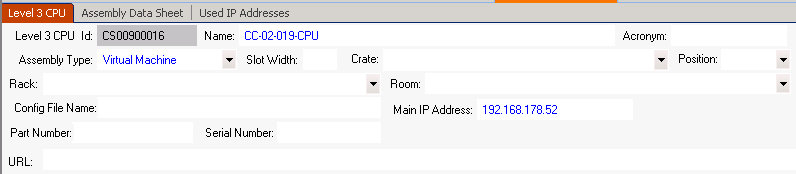 Level 3 CPU Assembly Data Sheet Used IP Addresses
Level 3 CPU Id: CS00900016 Name: CC-02-019-CPU Acronym:
Assembly Type: Virtual Machine Slot Width: Crate: Position:
Rack: Room:
Config File Name: Main IP Address: 192.168.178.52
Part Number: Serial Number:
URL: